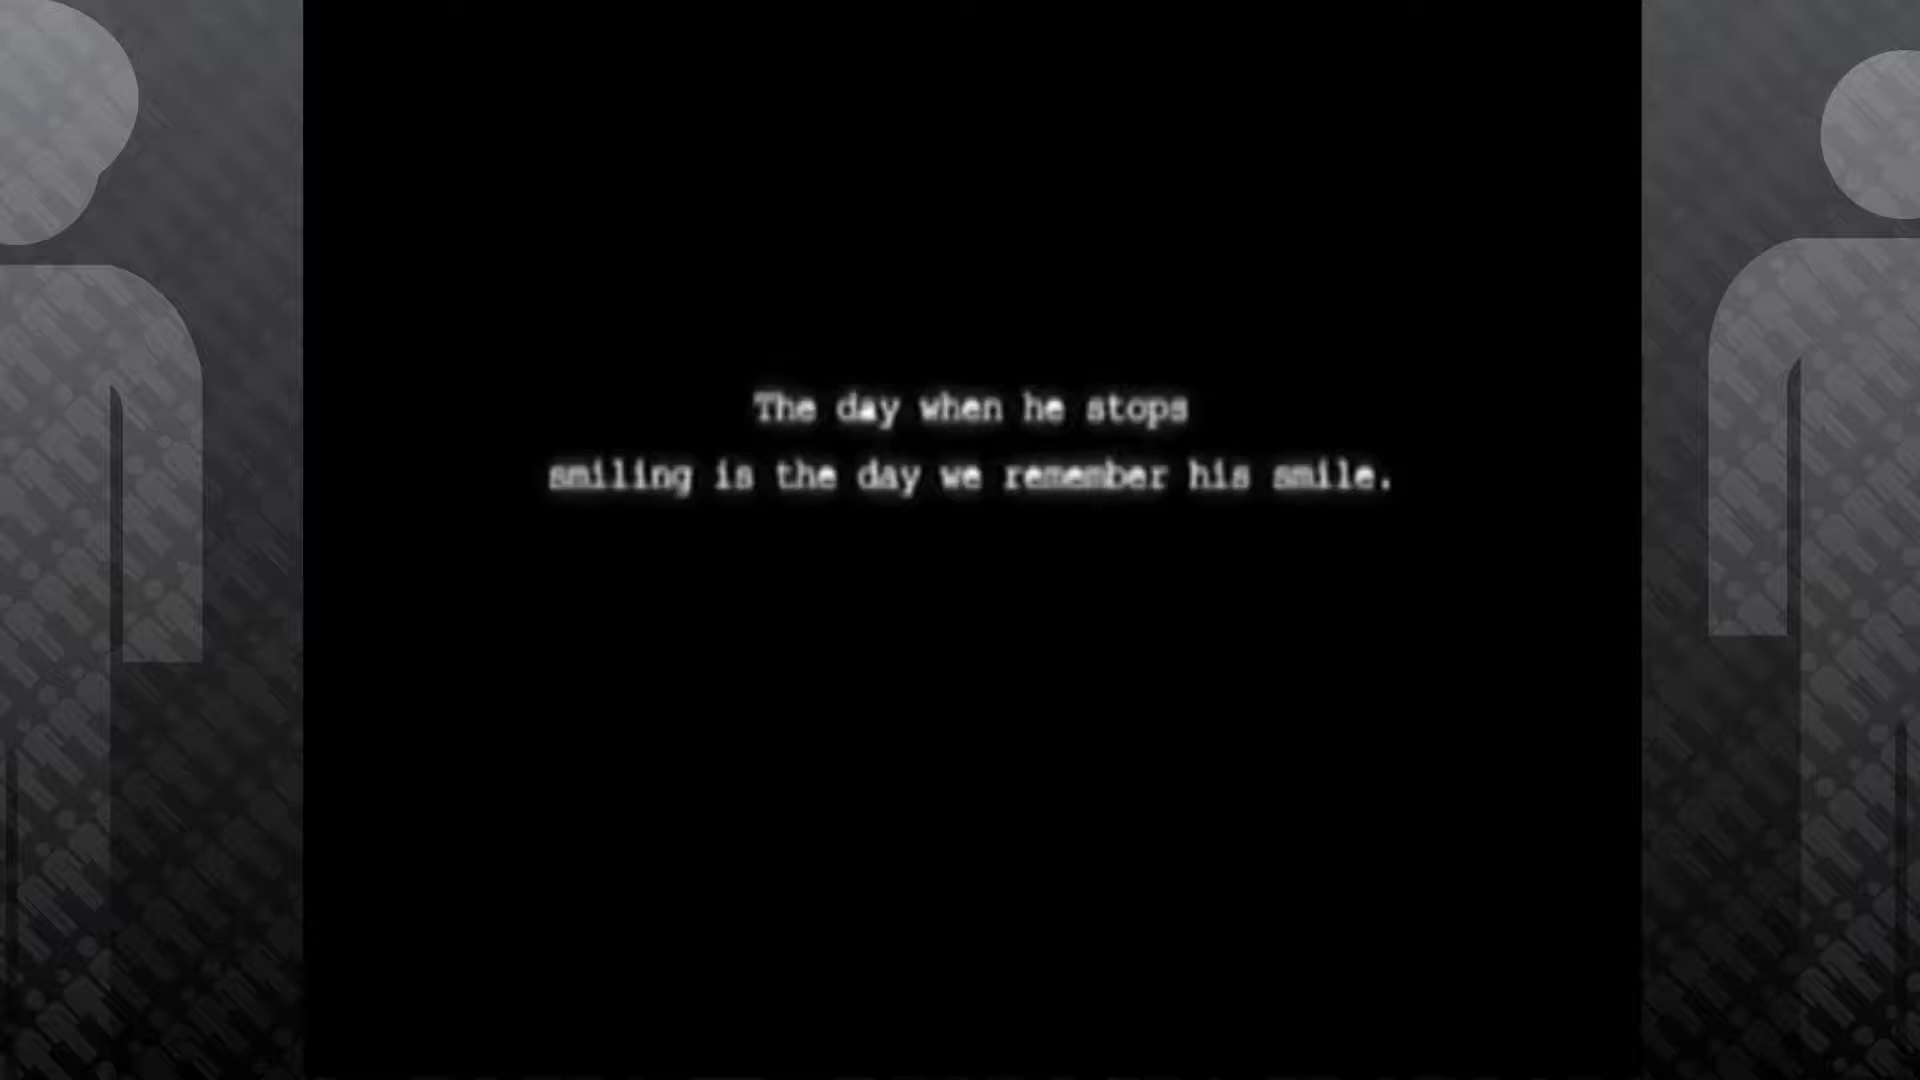 The day when he stops
smiling is the day we remember his smile.